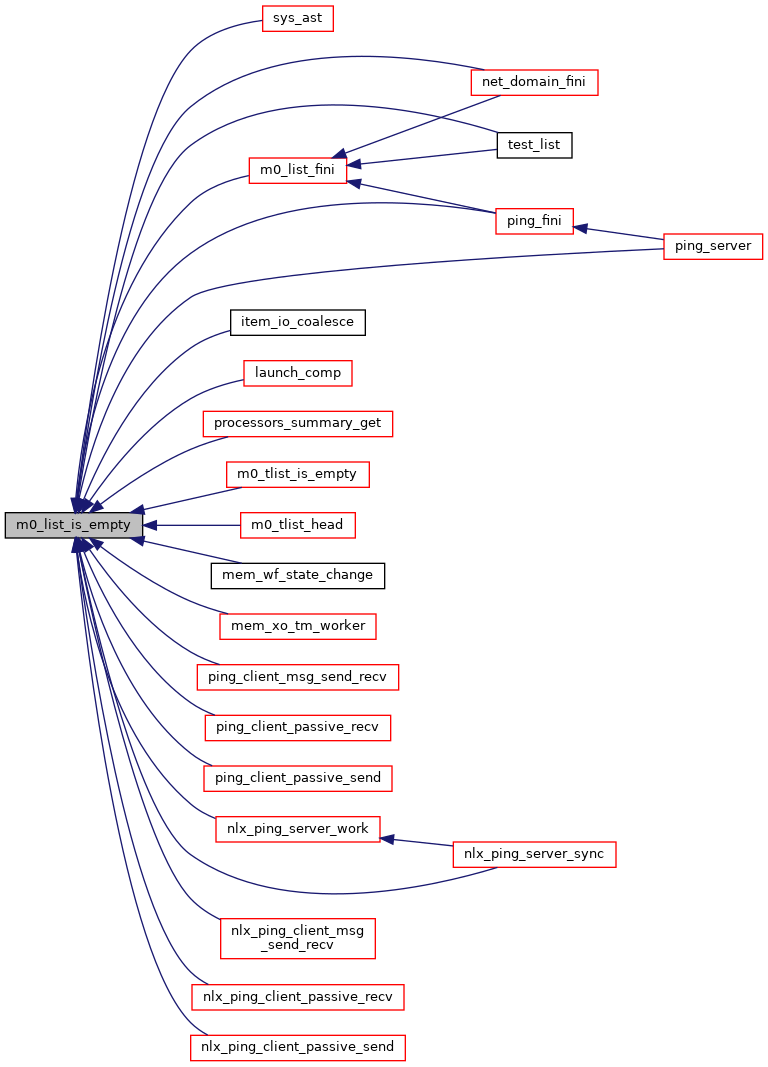 sys_ast
net_domain_fini
test_list
m0_list_fini
ping_fini
ping_server
item_io_coalesce
launch_comp
processors_summary_get
m0_tlist_is_empty
m0_list_is_empty
m0_tlist_head
mem_wf_state_change
mem_xo_tm_worker
ping_client_msg_send_recv
ping_client_passive_recv
ping_client_passive_send
nlx_ping_server_work
nlx_ping_server_sync
nlx_ping_client_msg
_send_recv
nlx_ping_client_passive_recv
nlx_ping_client_passive_send